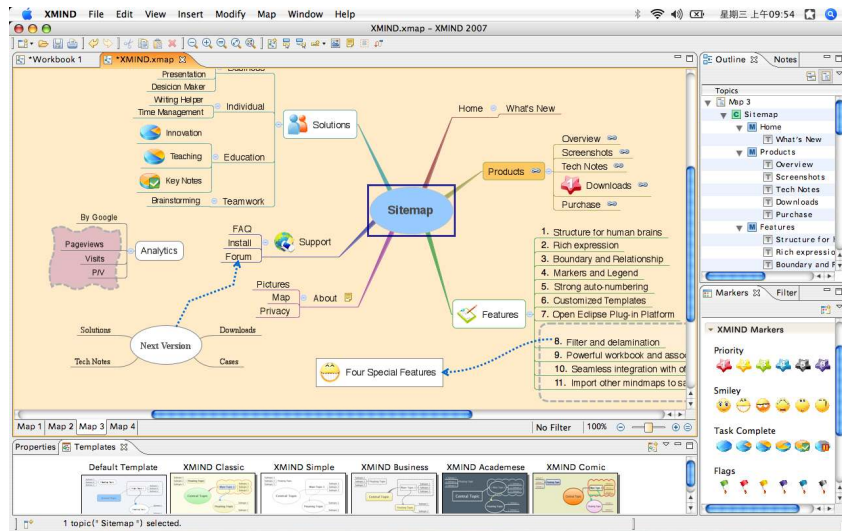 XMIND File Edit View Insert Modify Map Window Help
星期三 上午09:54
XMIND.xmap - XMIND 2007
*Workbook 1
*XMIND.xmap
Presentation
Desicion Maker
Writing Helper
Time Management
Individual
Innovation
Teaching
Key Notes
Education
Brainstorming
Teamwork
Solutions
Home
What's New
Products
Overview
Screenshots
Tech Notes
Downloads
Purchase
Sitemap
By Google
Pageviews
Visits
P/V
Analytics
FAQ
Install
Forum
Support
Pictures
Map
Privacy
About
Features
1. Structure for human brains
2. Rich expression
3. Boundary and Relationship
4. Markers and Legend
5. Strong auto-numbering
6. Customized Templates
7. Open Eclipse Plug-in Platform
8. Filter and delamination
9. Powerful workbook and asso
10. Seamless integration with of
11. Import other mindmaps to sa
Solutions
Downloads
Next Version
Tech Notes
Cases
Four Special Features
Map 1 Map 2 Map 3 Map 4
No Filter 100%
Outline
Notes
Topics
Map 3
Sitemap
Home
What's New
Products
Overview
Screenshots
Tech Notes
Downloads
Purchase
Features
Structure for
Rich expressio
Boundary and
Markers
Filter
XMIND Markers
Priority
Smiley
Task Complete
Flags
Properties
Templates
Default Template
XMIND Classic
XMIND Simple
XMIND Business
XMIND Academese
XMIND Comic
1 topic(" Sitemap ") selected.